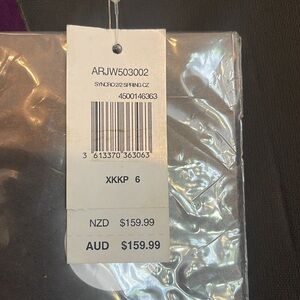 ARJW503002
SYNCRO 2/2 SPRING CZ
4500146363
3 613370 363063
XKKP 6
NZD $159.99
AUD $159.99